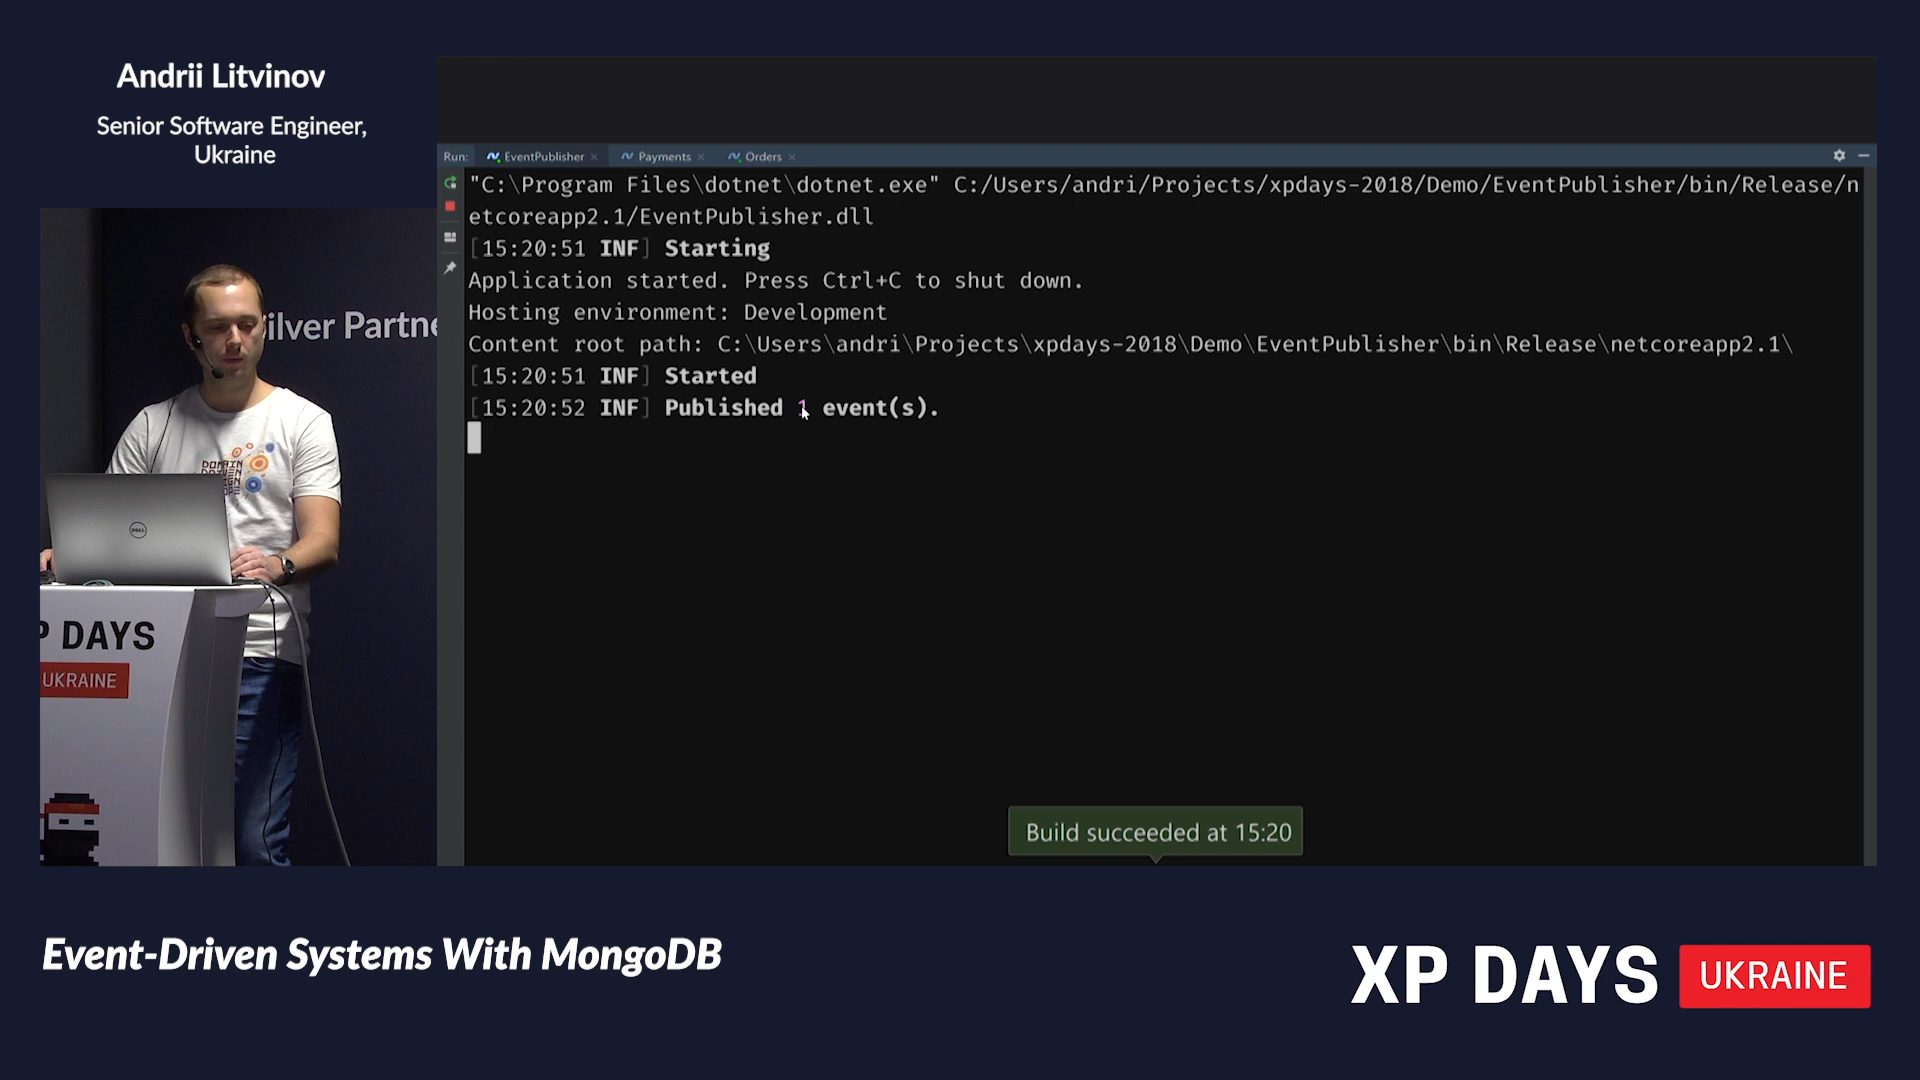 Andrii Litvinov
Senior Software Engineer,
Ukraine
ilver Partne
DOMAIN
DRIVEN
DELL
P DAYS
UKRAINE
Run: EventPublisher Payments Orders
"C:\Program Files\dotnet\dotnet.exe" C:/Users/andri/Projects/xpdays-2018/Demo/EventPublisher/bin/Release/n
etcoreapp2.1/EventPublisher.dll
[15:20:51 INF] Starting
Application started. Press Ctrl+C to shut down.
Hosting environment: Development
Content root path: C:\Users\andri\Projects\xpdays-2018\Demo\EventPublisher\bin\Release\netcoreapp2.1\
[15:20:51 INF] Started
[15:20:52 INF] Published 1 event(s).
Build succeeded at 15:20
Event-Driven Systems With MongoDB
XP DAYS UKRAINE